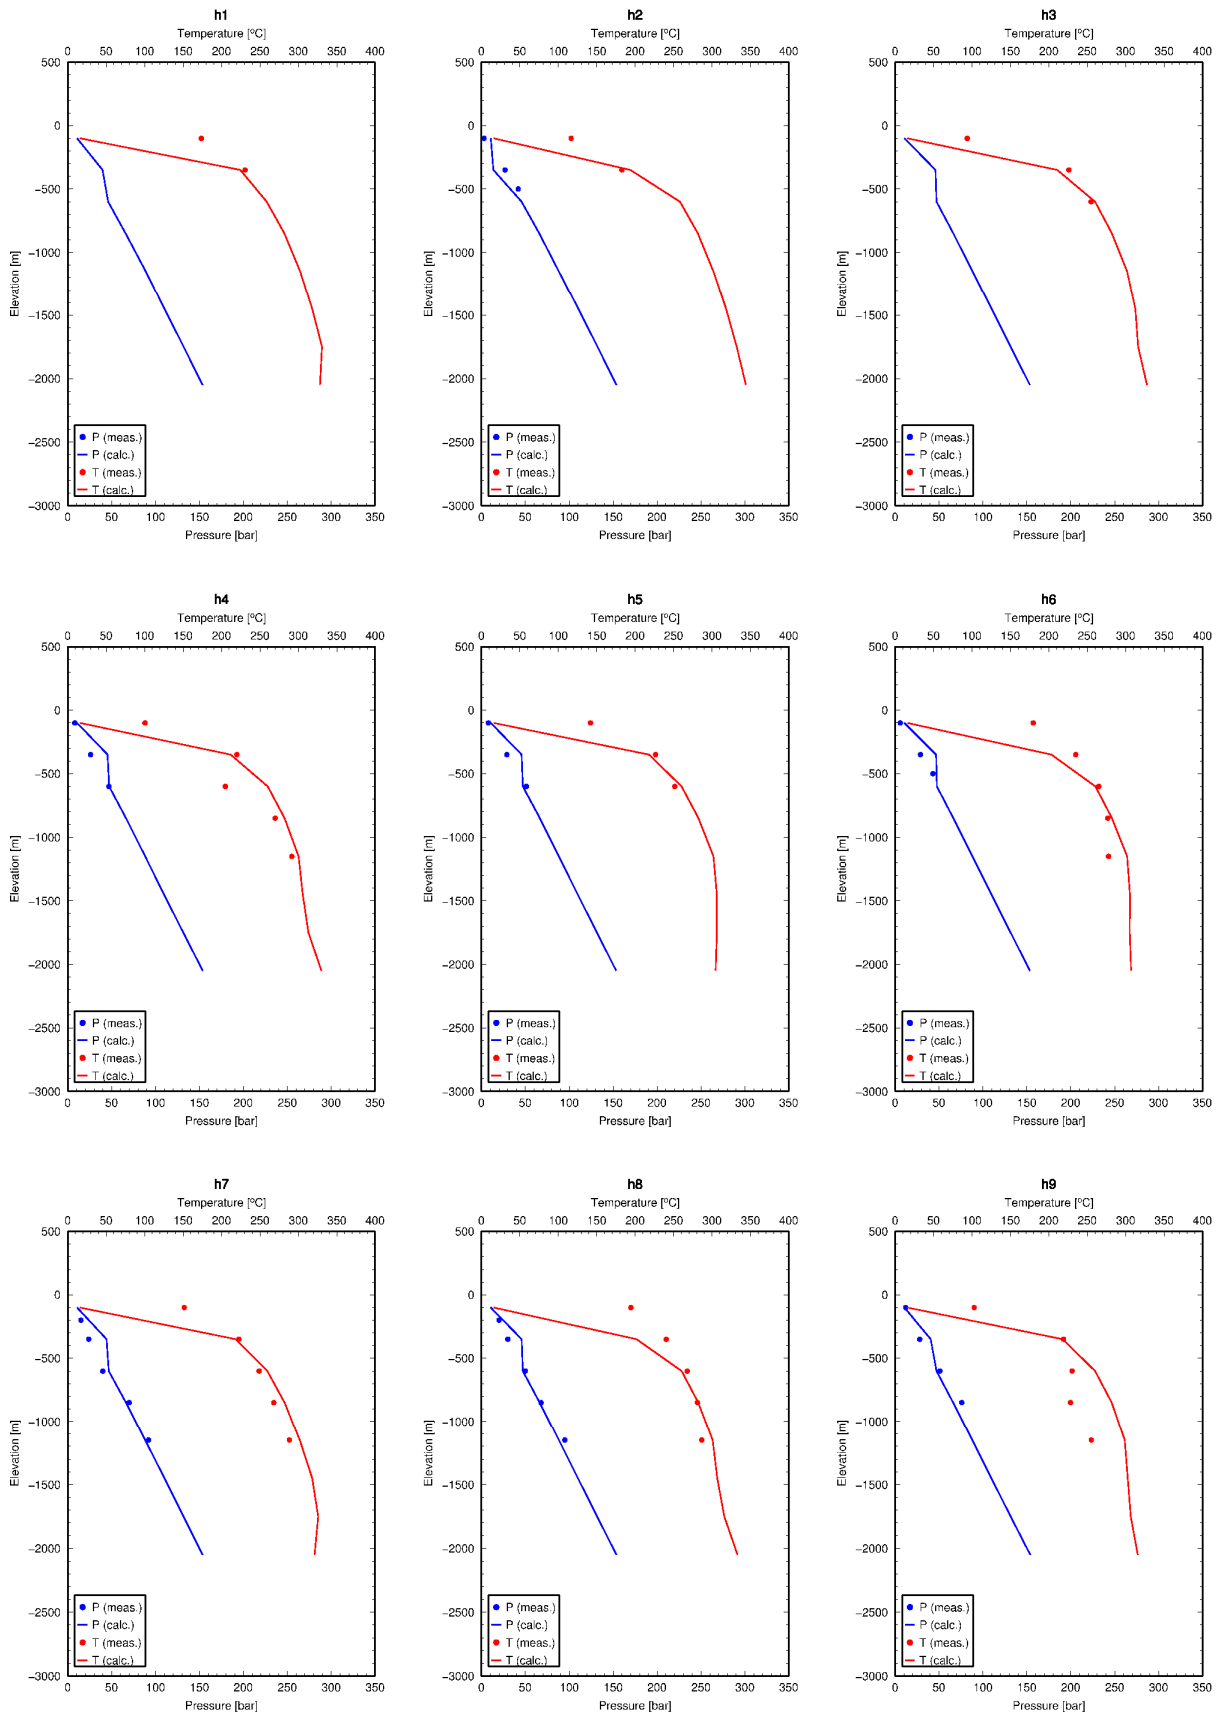 h1
Temperature [°C]
0 50 100 150 200 250 300 350 400
500
0
−500
−1000
−1500
−2000
−2500
−3000
Elevation [m]
P (meas.)
P (calc.)
T (meas.)
T (calc.)
0 50 100 150 200 250 300 350
Pressure [bar]
h2
Temperature [°C]
0 50 100 150 200 250 300 350 400
500
0
−500
−1000
−1500
−2000
−2500
−3000
Elevation [m]
P (meas.)
P (calc.)
T (meas.)
T (calc.)
0 50 100 150 200 250 300 350
Pressure [bar]
h3
Temperature [°C]
0 50 100 150 200 250 300 350 400
500
0
−500
−1000
−1500
−2000
−2500
−3000
Elevation [m]
P (meas.)
P (calc.)
T (meas.)
T (calc.)
0 50 100 150 200 250 300 350
Pressure [bar]
h4
Temperature [°C]
0 50 100 150 200 250 300 350 400
500
0
−500
−1000
−1500
−2000
−2500
−3000
Elevation [m]
P (meas.)
P (calc.)
T (meas.)
T (calc.)
0 50 100 150 200 250 300 350
Pressure [bar]
h5
Temperature [°C]
0 50 100 150 200 250 300 350 400
500
0
−500
−1000
−1500
−2000
−2500
−3000
Elevation [m]
P (meas.)
P (calc.)
T (meas.)
T (calc.)
0 50 100 150 200 250 300 350
Pressure [bar]
h6
Temperature [°C]
0 50 100 150 200 250 300 350 400
500
0
−500
−1000
−1500
−2000
−2500
−3000
Elevation [m]
P (meas.)
P (calc.)
T (meas.)
T (calc.)
0 50 100 150 200 250 300 350
Pressure [bar]
h7
Temperature [°C]
0 50 100 150 200 250 300 350 400
500
0
−500
−1000
−1500
−2000
−2500
−3000
Elevation [m]
P (meas.)
P (calc.)
T (meas.)
T (calc.)
0 50 100 150 200 250 300 350
Pressure [bar]
h8
Temperature [°C]
0 50 100 150 200 250 300 350 400
500
0
−500
−1000
−1500
−2000
−2500
−3000
Elevation [m]
P (meas.)
P (calc.)
T (meas.)
T (calc.)
0 50 100 150 200 250 300 350
Pressure [bar]
h9
Temperature [°C]
0 50 100 150 200 250 300 350 400
500
0
−500
−1000
−1500
−2000
−2500
−3000
Elevation [m]
P (meas.)
P (calc.)
T (meas.)
T (calc.)
0 50 100 150 200 250 300 350
Pressure [bar]